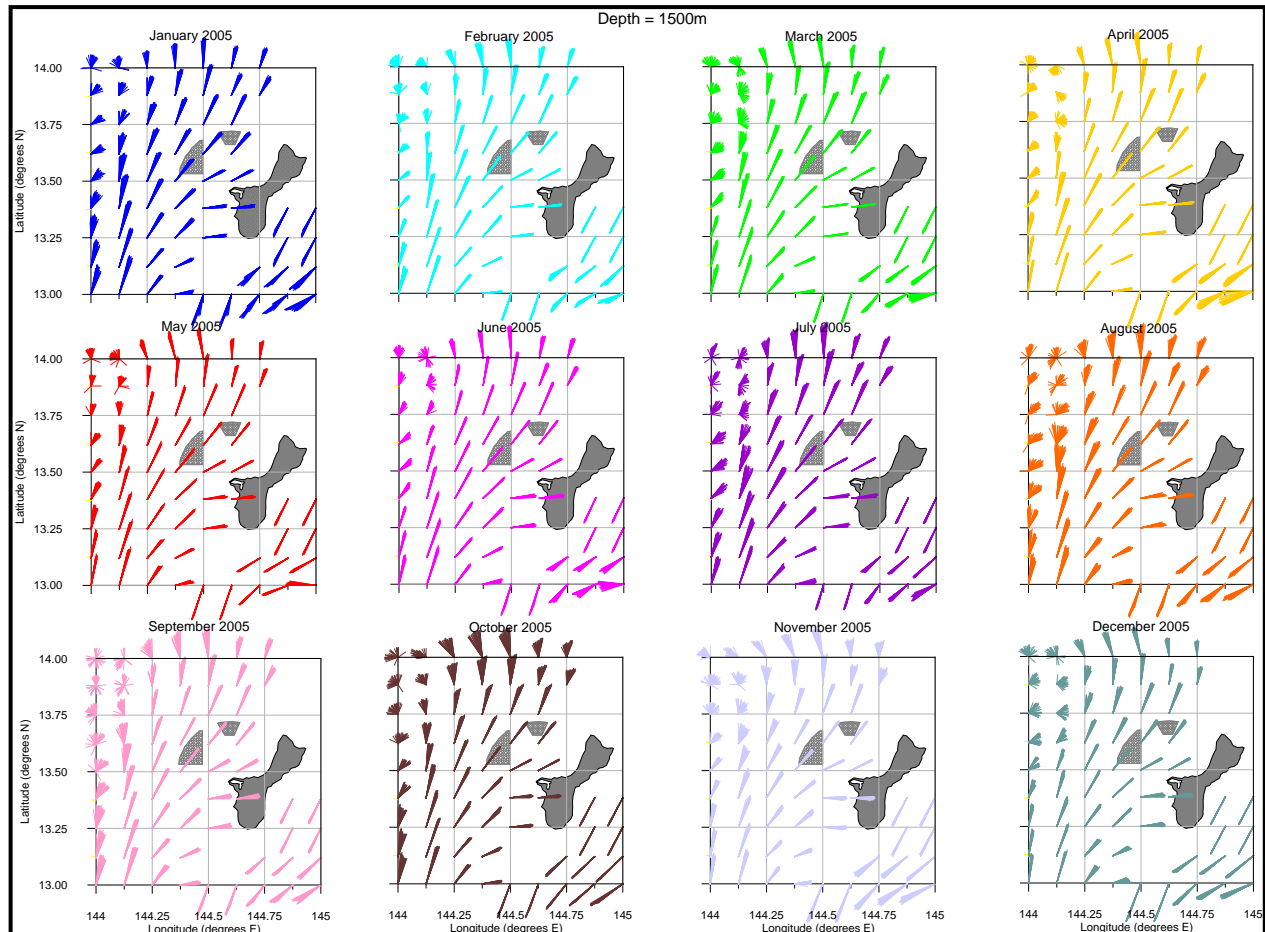 Depth = 1500m
January 2005
February 2005
March 2005
April 2005
14.00
13.75
13.50
13.25
13.00
Latitude (degrees N)
May 2005
June 2005
July 2005
August 2005
14.00
13.75
13.50
13.25
13.00
Latitude (degrees N)
September 2005
October 2005
November 2005
December 2005
14.00
13.75
13.50
13.25
13.00
Latitude (degrees N)
144 144.25 144.5 144.75 145
144 144.25 144.5 144.75 145
144 144.25 144.5 144.75 145
144 144.25 144.5 144.75 145
Longitude (degrees E)
Longitude (degrees E)
Longitude (degrees E)
Longitude (degrees E)